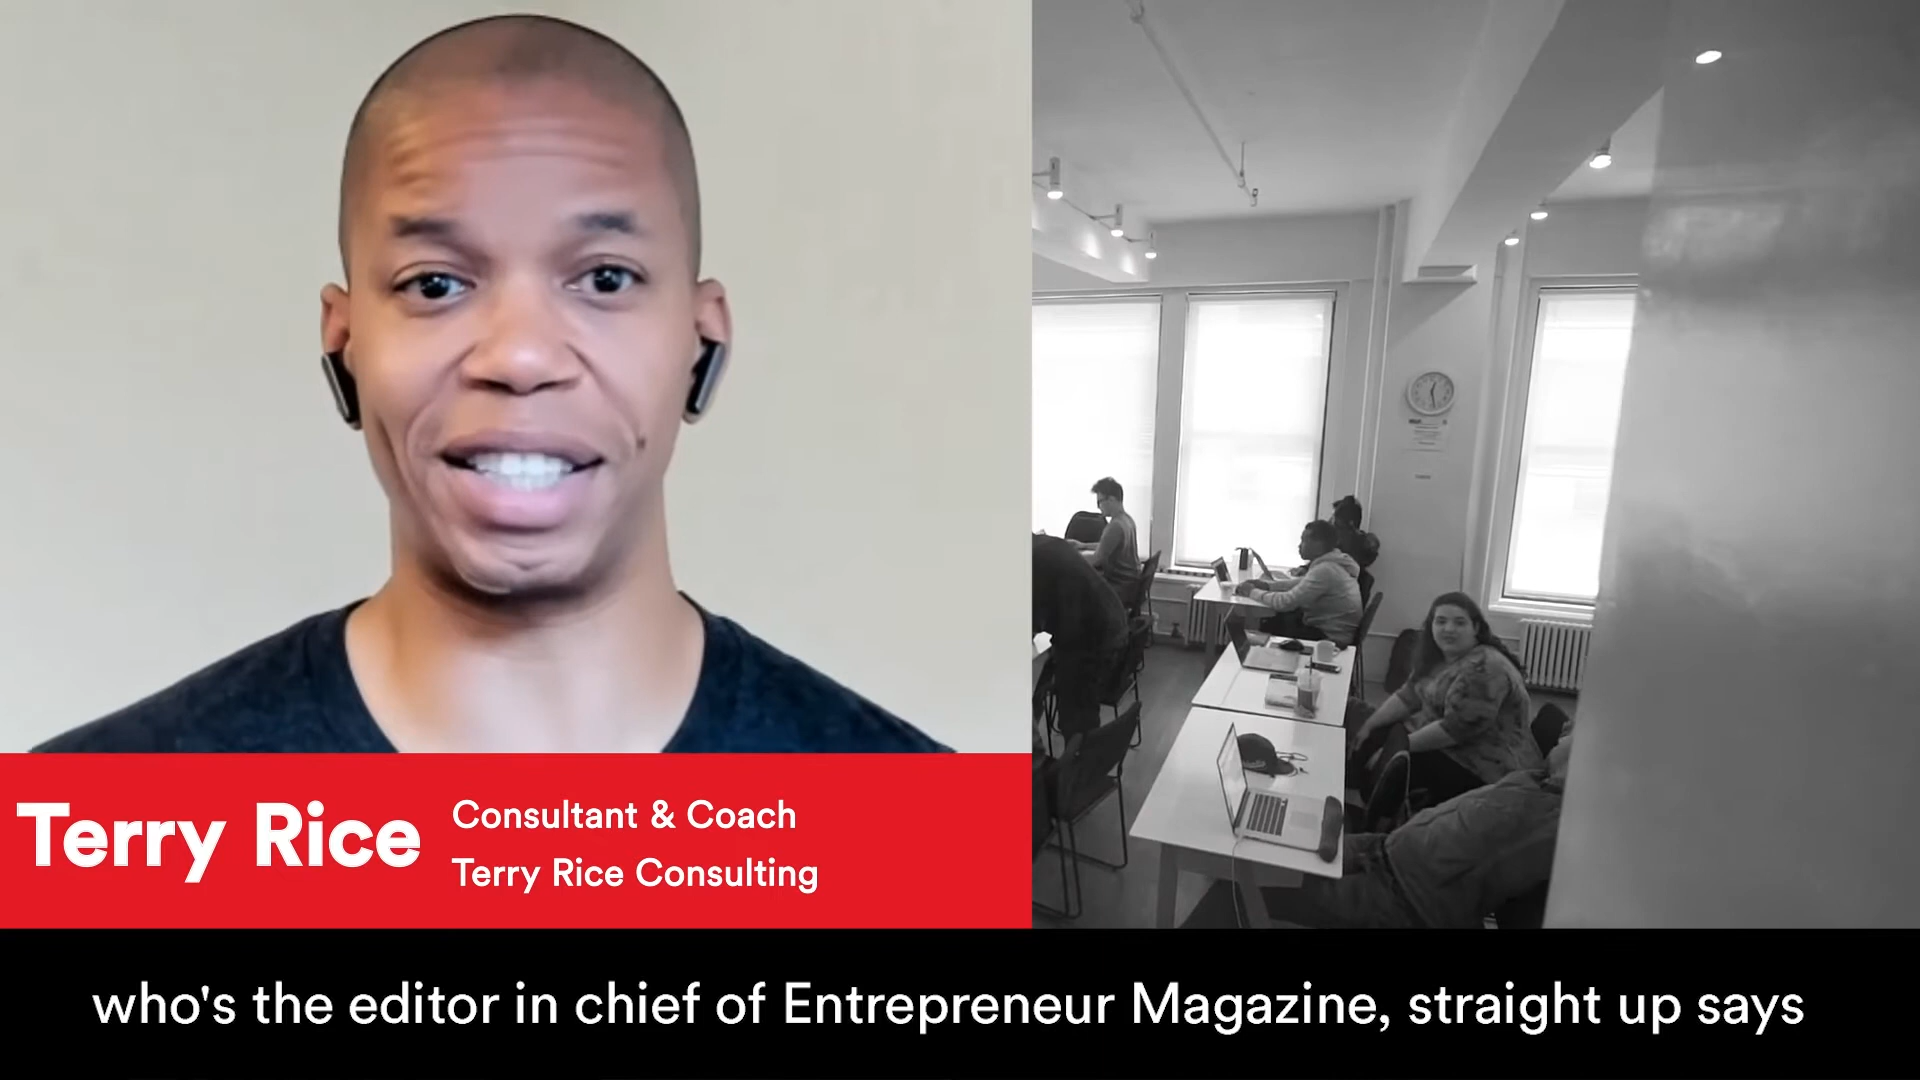 Terry Rice
Consultant & Coach
Terry Rice Consulting
who's the editor in chief of Entrepreneur Magazine, straight up says